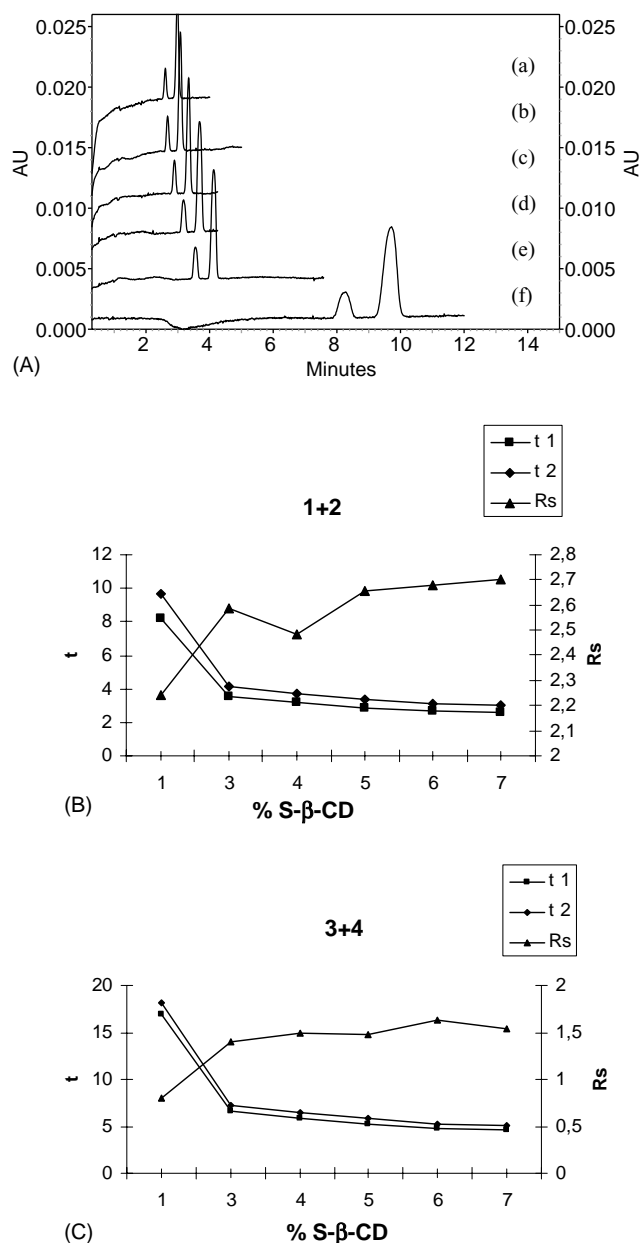 0.025 0.025
(a)
0.020 0.020
(b)
0.015 (c) 0.015
AU AU
0.010 (d) 0.010
(e)
0.005 0.005
(f)
0.000 0.000
2 4 6 8 10 12 14
(A) Minutes
t 1
t 2
Rs
1+2
12 2,8
2,7
10
2,6
8 2,5
t 6 2,4 Rs
4 2,3
2,2
2
2,1
0 2
1 3 4 5 6 7
(B) % S-β-CD
t 1
t 2
Rs
3+4
20 2
15 1,5
t 10 1 Rs
5 0,5
0 0
1 3 4 5 6 7
(C) % S-β-CD